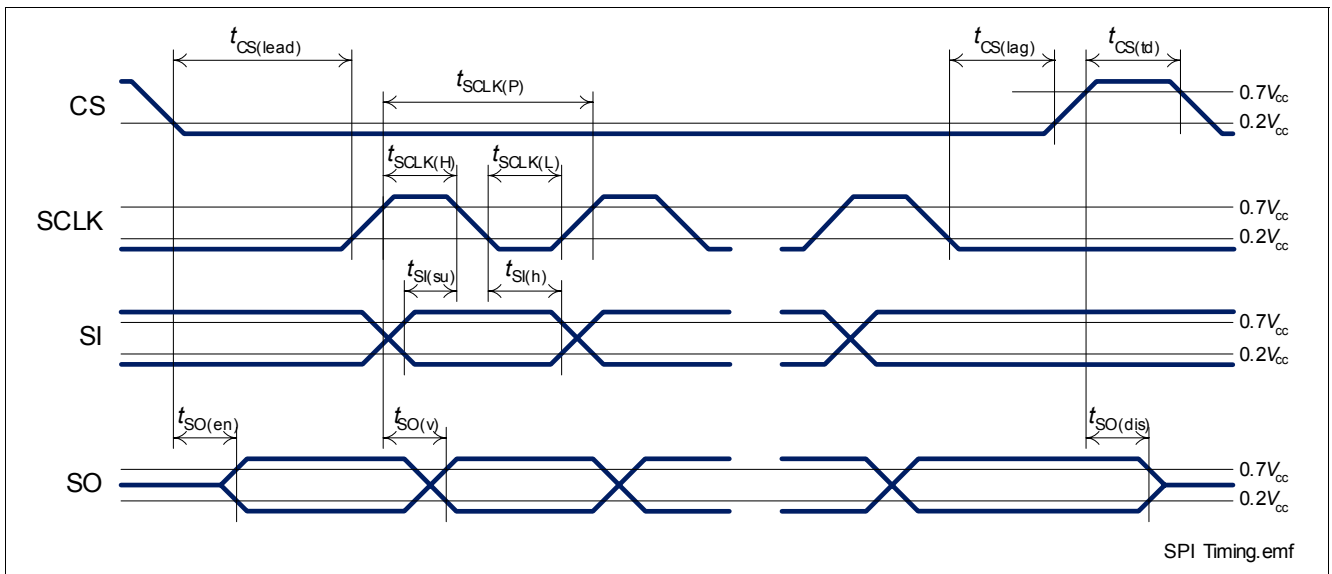 tCS(lead)
tCS(lag)
tCS(td)
tSCLK(P)
CS
0.7Vcc
0.2Vcc
tSCLK(H)
tSCLK(L)
SCLK
0.7Vcc
0.2Vcc
tSI(su)
tSI(h)
SI
0.7Vcc
0.2Vcc
tSO(en)
tSO(v)
tSO(dis)
SO
0.7Vcc
0.2Vcc
SPI Timing.emf